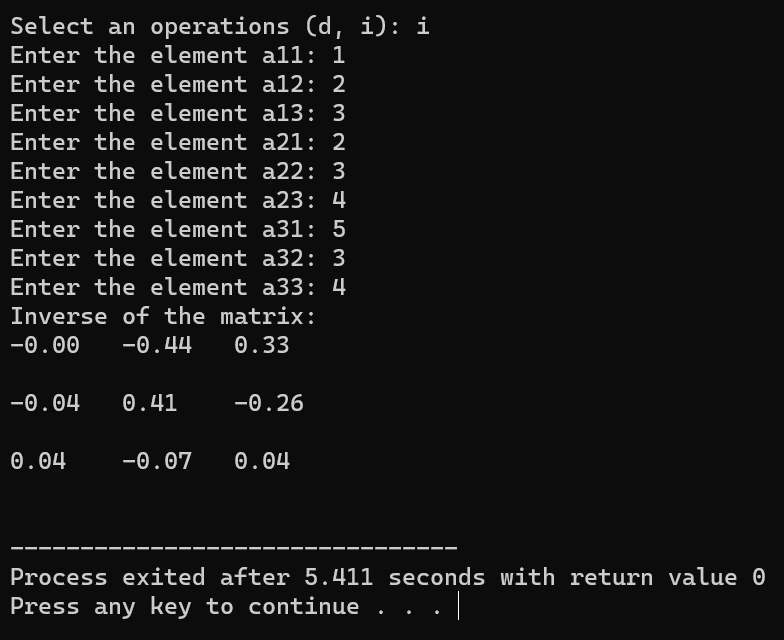 Select an operations (d, i): i
Enter the element a11: 1
Enter the element a12: 2
Enter the element a13: 3
Enter the element a21: 2
Enter the element a22: 3
Enter the element a23: 4
Enter the element a31: 5
Enter the element a32: 3
Enter the element a33: 4
Inverse of the matrix:
-0.00   -0.44   0.33
-0.04   0.41    -0.26
0.04    -0.07   0.04
--------------------------------
Process exited after 5.411 seconds with return value 0
Press any key to continue . . .